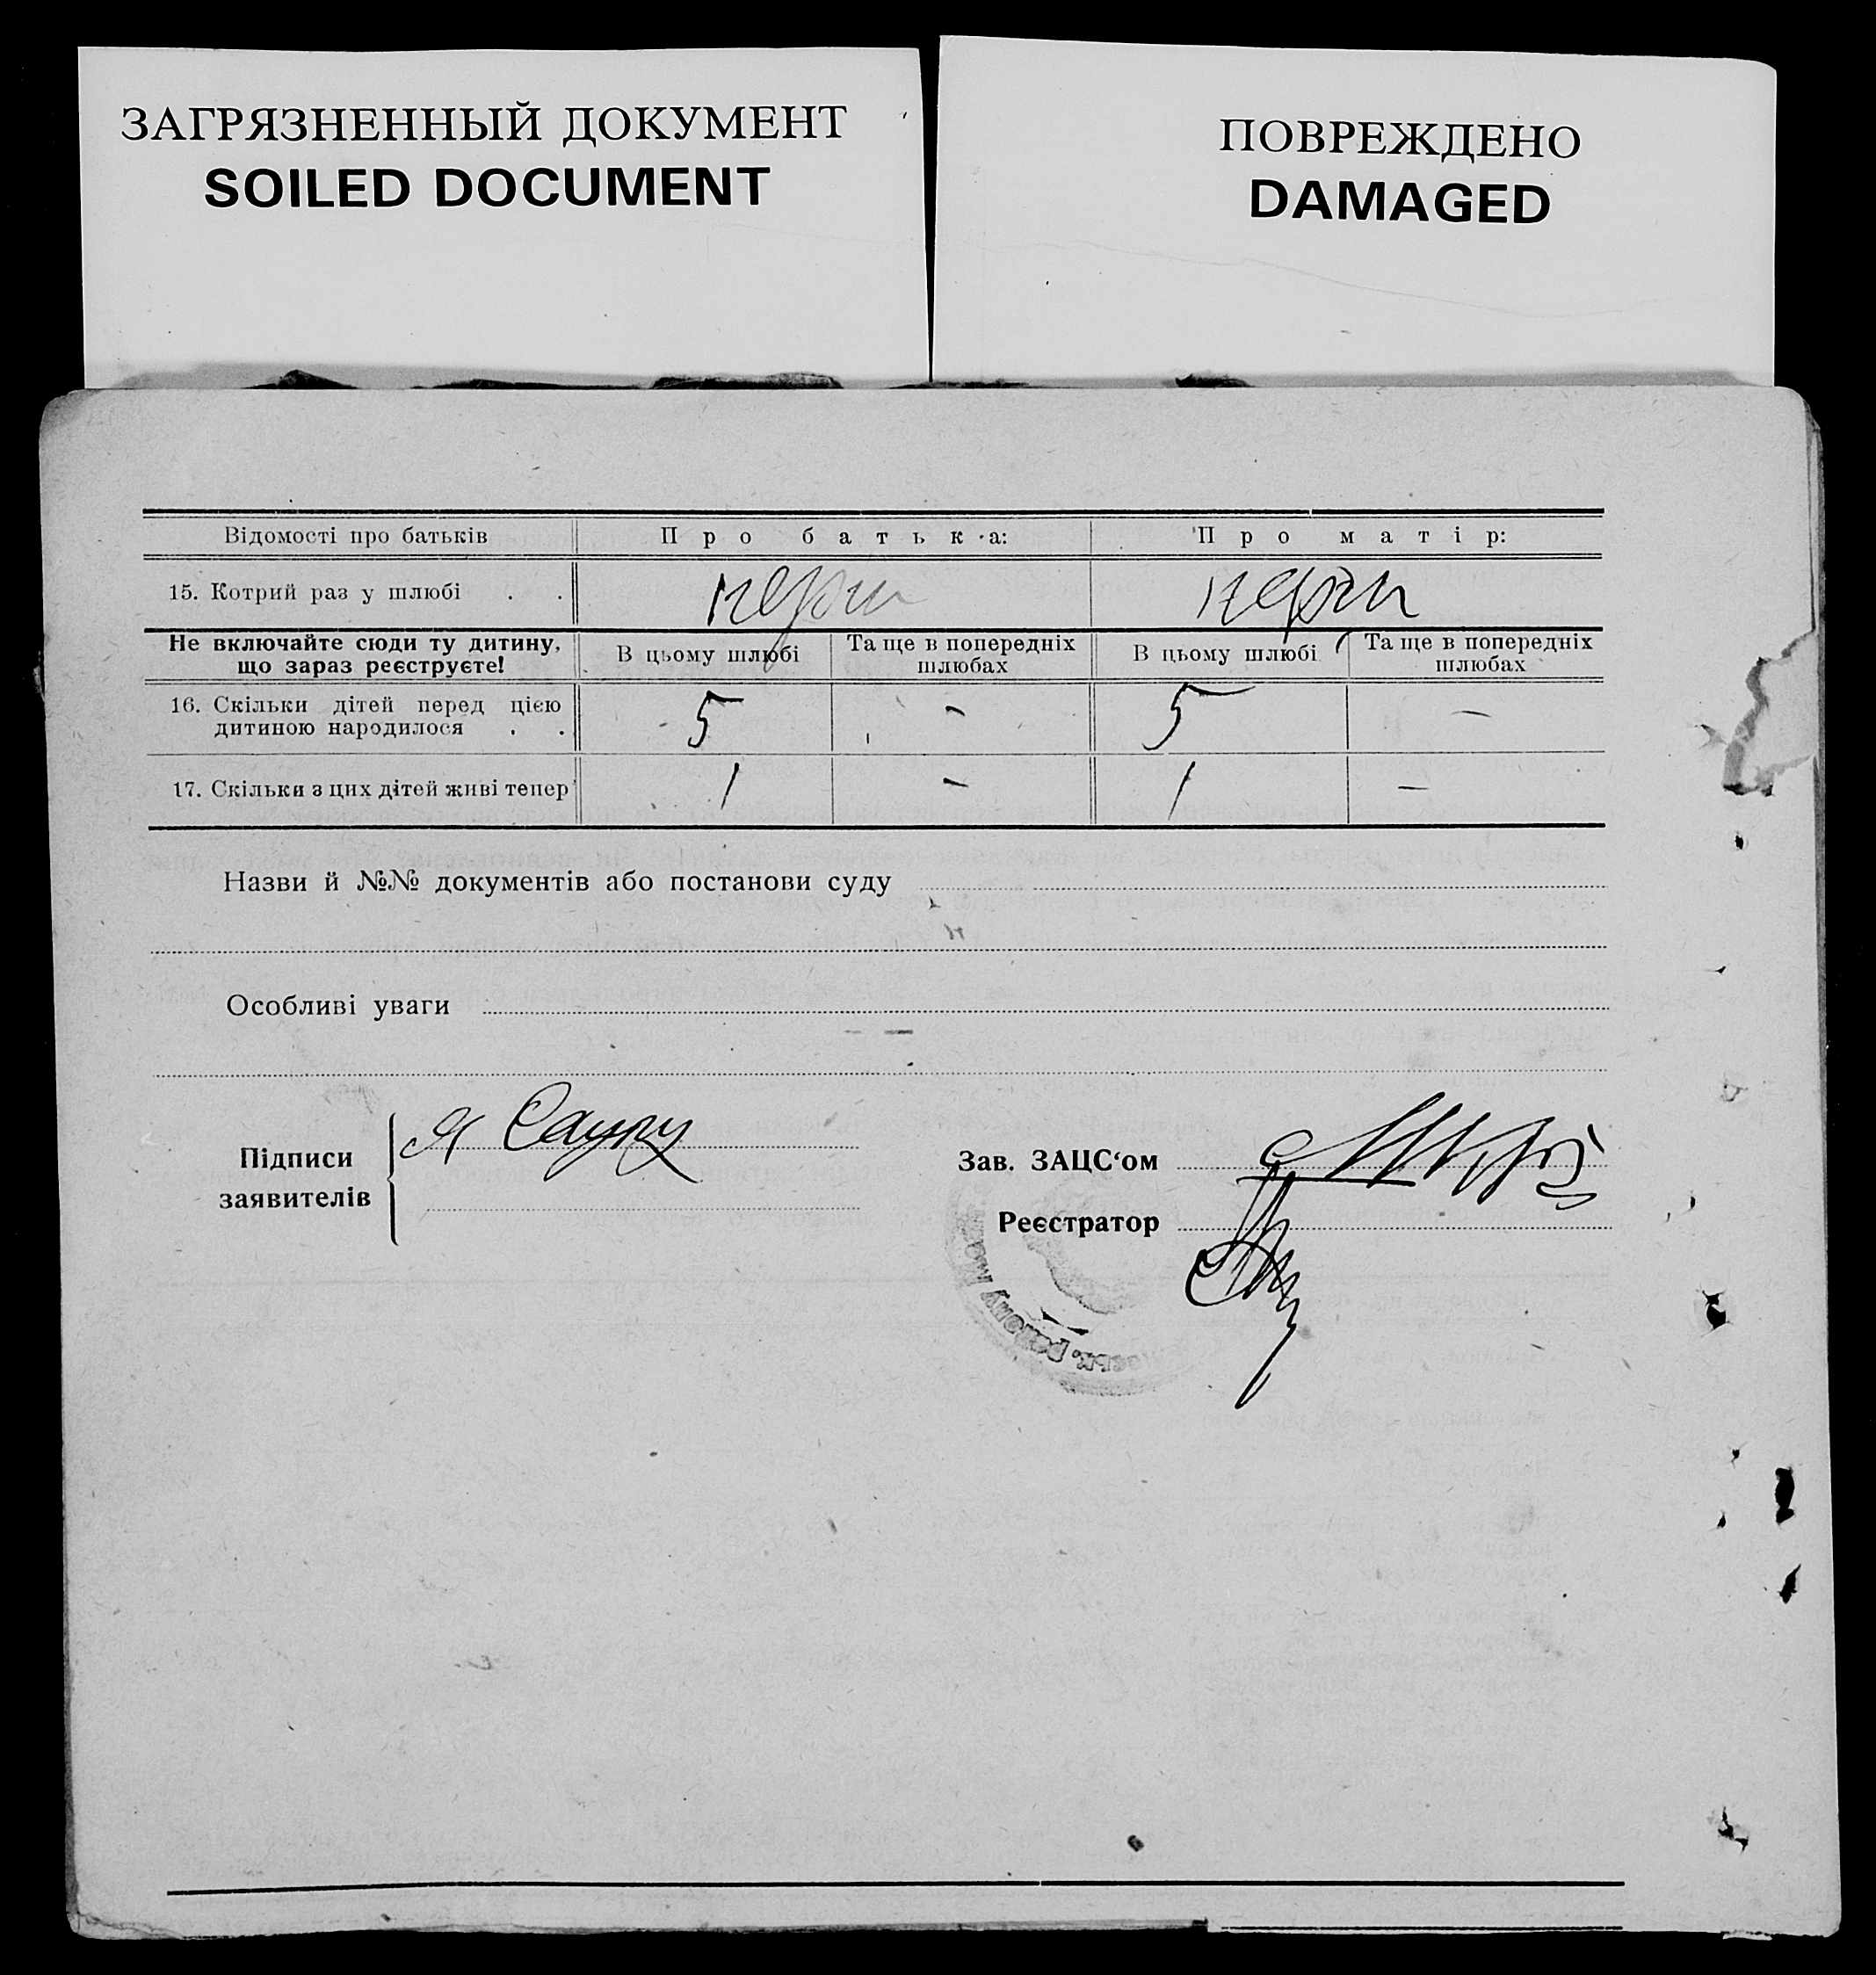 ЗАГРЯЗНЕННЫЙ ДОКУМЕНТ
SOILED DOCUMENT
ПОВРЕЖДЕНО
DAMAGED
Відомості про батьків Про батька: Про матір:
15. Котрий раз у шлюбі . .
Не включайте сюди ту дитину, що зараз реєструєте! В цьому шлюбі Та ще в попередніх шлюбах В цьому шлюбі Та ще в попередніх шлюбах
16. Скільки дітей перед цією дитиною народилося . . 5 - 5 -
17. Скільки з цих дітей живі тепер 1 - 1 -
Назви й №№ документів або постанови суду
Особливі уваги
Підписи заявителів
Зав. ЗАЦС‘ом
Реєстратор
району